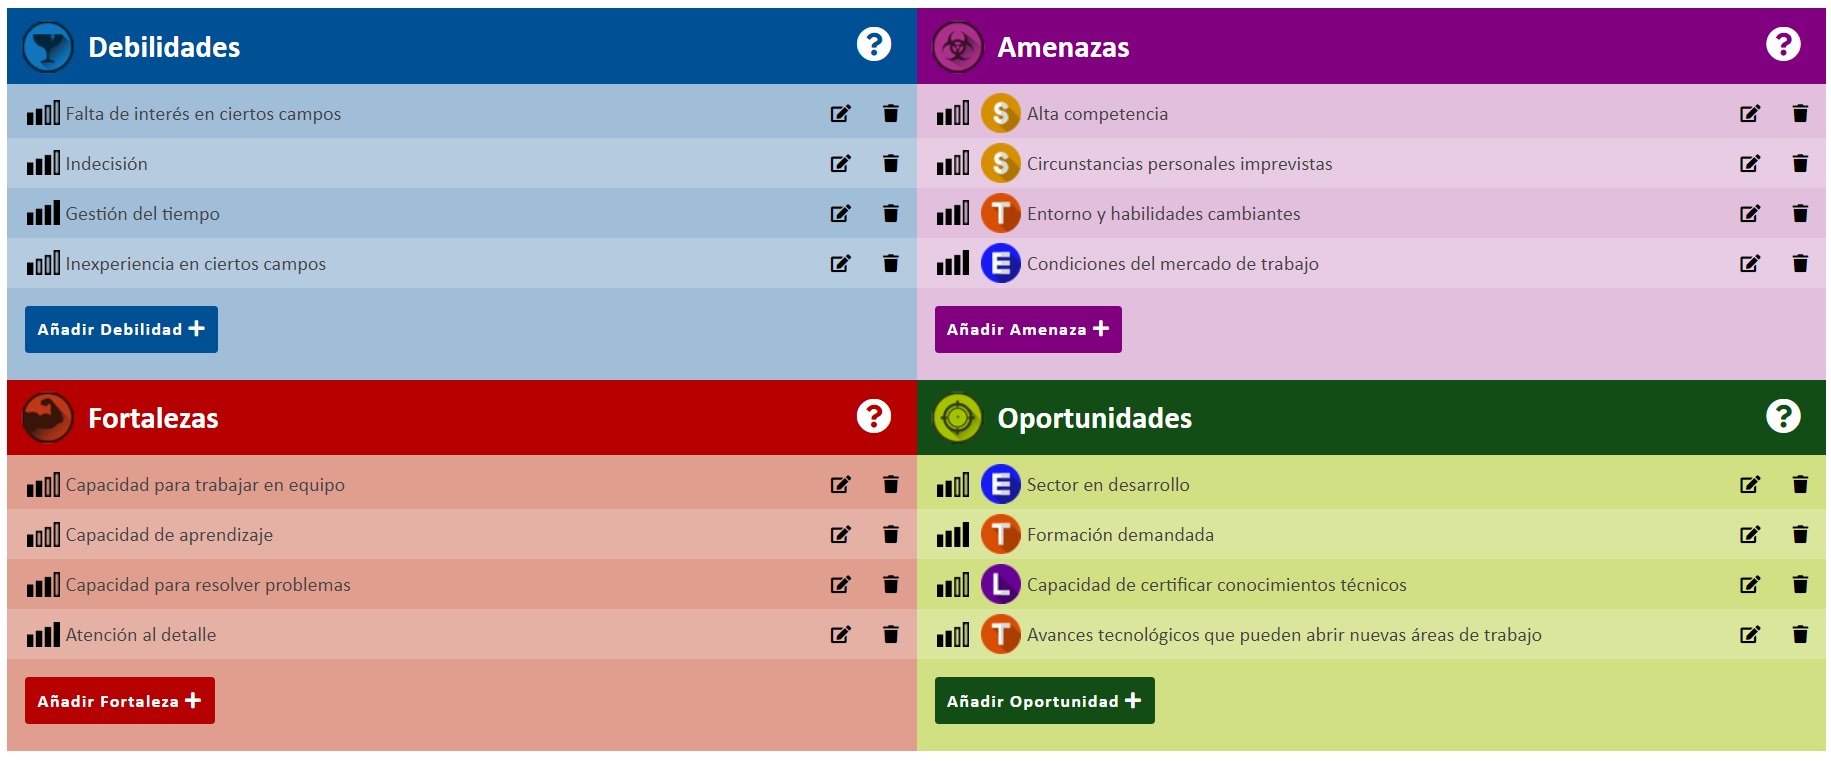 Debilidades
?
Falta de interés en ciertos campos
Indecisión
Gestión del tiempo
Inexperiencia en ciertos campos
Añadir Debilidad +
Amenazas
?
S Alta competencia
S Circunstancias personales imprevistas
T Entorno y habilidades cambiantes
E Condiciones del mercado de trabajo
Añadir Amenaza +
Fortalezas
?
Capacidad para trabajar en equipo
Capacidad de aprendizaje
Capacidad para resolver problemas
Atención al detalle
Añadir Fortaleza +
Oportunidades
?
E Sector en desarrollo
T Formación demandada
L Capacidad de certificar conocimientos técnicos
T Avances tecnológicos que pueden abrir nuevas áreas de trabajo
Añadir Oportunidad +